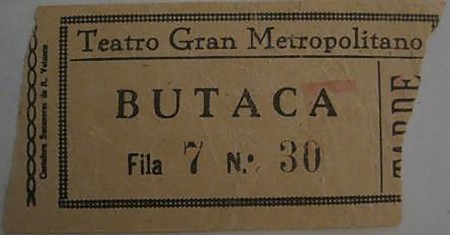 Teatro Gran Metropolitano
BUTACA
Fila 7 N.º 30
TARDE